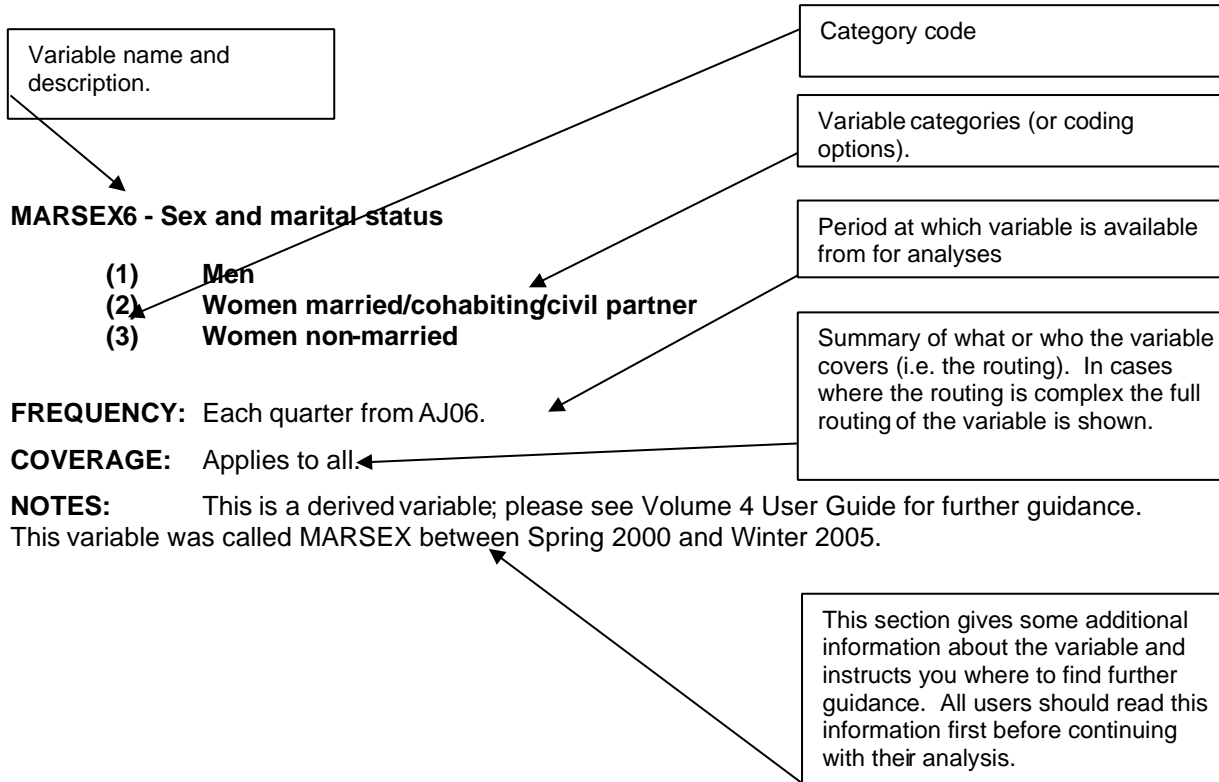 Variable name and
description.
Category code
Variable categories (or coding
options).
MARSEX6 - Sex and marital status
Period at which variable is available
from for analyses
(1) Men
(2) Women married/cohabiting/civil partner
(3) Women non-married
Summary of what or who the variable
covers (i.e. the routing). In cases
where the routing is complex the full
routing of the variable is shown.
FREQUENCY: Each quarter from AJ06.
COVERAGE: Applies to all.
NOTES: This is a derived variable; please see Volume 4 User Guide for further guidance.
This variable was called MARSEX between Spring 2000 and Winter 2005.
This section gives some additional
information about the variable and
instructs you where to find further
guidance. All users should read this
information first before continuing
with their analysis.